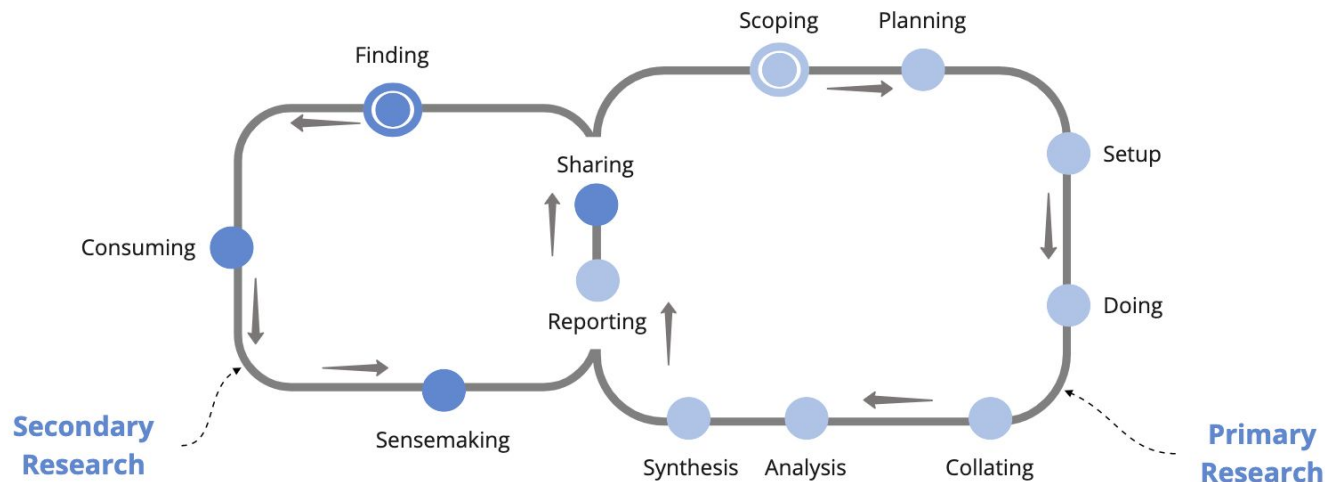 Scoping
Planning
Finding
Setup
Sharing
Consuming
Doing
Reporting
Sensemaking
Secondary
Research
Synthesis
Analysis
Collating
Primary
Research